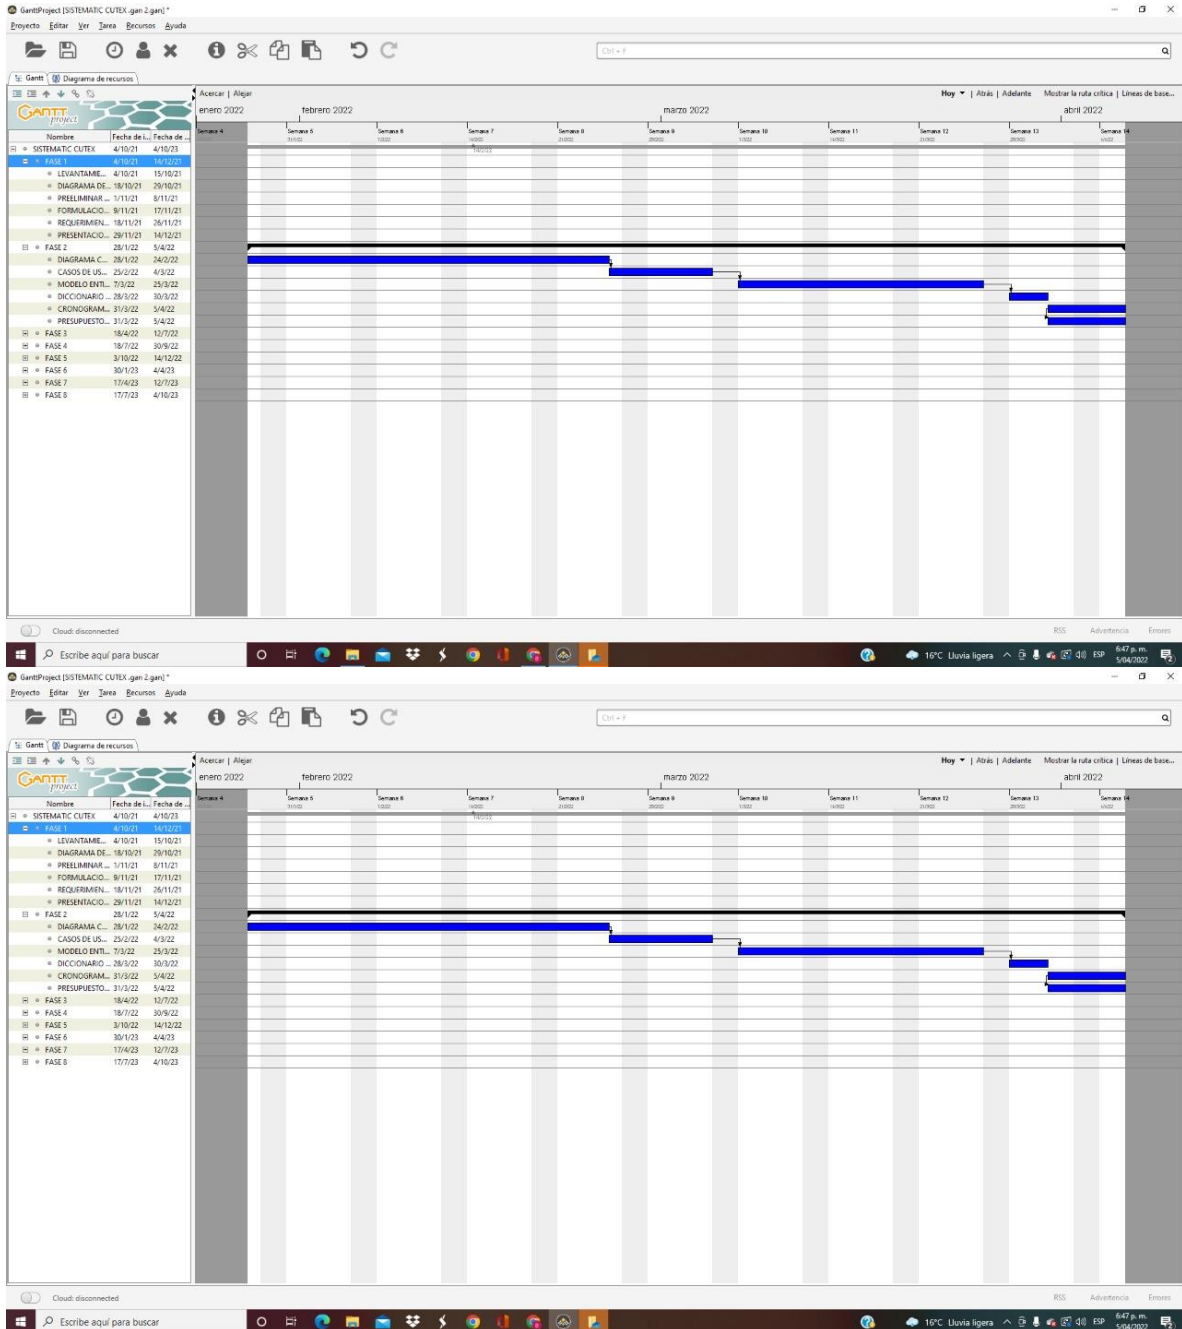 GanttProject [SISTEMATIC CUTEX .gan 2.gan] *
Proyecto Editar Ver Tarea Recursos Ayuda
Ctrl + F
Gantt Diagrama de recursos
Acercar | Alejar Hoy | Atrás | Adelante Mostrar la ruta crítica | Líneas de base...
GANTT project
enero 2022 febrero 2022 marzo 2022 abril 2022
Semana 4 Semana 5 Semana 6 Semana 7 Semana 8 Semana 9 Semana 10 Semana 11 Semana 12 Semana 13 Semana 14
Nombre Fecha de i... Fecha de ...
SISTEMATIC CUTEX 4/10/21 4/10/23
FASE 1 4/10/21 14/12/21
LEVANTAMIE... 4/10/21 15/10/21
DIAGRAMA DE... 18/10/21 29/10/21
PREELIMINAR ... 1/11/21 8/11/21
FORMULACIO... 9/11/21 17/11/21
REQUERIMIEN... 18/11/21 26/11/21
PRESENTACIO... 29/11/21 14/12/21
FASE 2 28/1/22 5/4/22
DIAGRAMA C... 28/1/22 24/2/22
CASOS DE US... 25/2/22 4/3/22
MODELO ENTI... 7/3/22 25/3/22
DICCIONARIO ... 28/3/22 30/3/22
CRONOGRAM... 31/3/22 5/4/22
PRESUPUESTO... 31/3/22 5/4/22
FASE 3 18/4/22 12/7/22
FASE 4 18/7/22 30/9/22
FASE 5 3/10/22 14/12/22
FASE 6 30/1/23 4/4/23
FASE 7 17/4/23 12/7/23
FASE 8 17/7/23 4/10/23
Cloud: disconnected RSS Advertencia Errores
Escribe aquí para buscar 16°C Lluvia ligera ESP 6:47 p. m.
5/04/2022
GanttProject [SISTEMATIC CUTEX .gan 2.gan] *
Proyecto Editar Ver Tarea Recursos Ayuda
Ctrl + F
Gantt Diagrama de recursos
Acercar | Alejar Hoy | Atrás | Adelante Mostrar la ruta crítica | Líneas de base...
GANTT project
enero 2022 febrero 2022 marzo 2022 abril 2022
Semana 4 Semana 5 Semana 6 Semana 7 Semana 8 Semana 9 Semana 10 Semana 11 Semana 12 Semana 13 Semana 14
Nombre Fecha de i... Fecha de ...
SISTEMATIC CUTEX 4/10/21 4/10/23
FASE 1 4/10/21 14/12/21
LEVANTAMIE... 4/10/21 15/10/21
DIAGRAMA DE... 18/10/21 29/10/21
PREELIMINAR ... 1/11/21 8/11/21
FORMULACIO... 9/11/21 17/11/21
REQUERIMIEN... 18/11/21 26/11/21
PRESENTACIO... 29/11/21 14/12/21
FASE 2 28/1/22 5/4/22
DIAGRAMA C... 28/1/22 24/2/22
CASOS DE US... 25/2/22 4/3/22
MODELO ENTI... 7/3/22 25/3/22
DICCIONARIO ... 28/3/22 30/3/22
CRONOGRAM... 31/3/22 5/4/22
PRESUPUESTO... 31/3/22 5/4/22
FASE 3 18/4/22 12/7/22
FASE 4 18/7/22 30/9/22
FASE 5 3/10/22 14/12/22
FASE 6 30/1/23 4/4/23
FASE 7 17/4/23 12/7/23
FASE 8 17/7/23 4/10/23
Cloud: disconnected RSS Advertencia Errores
Escribe aquí para buscar 16°C Lluvia ligera ESP 6:47 p. m.
5/04/2022